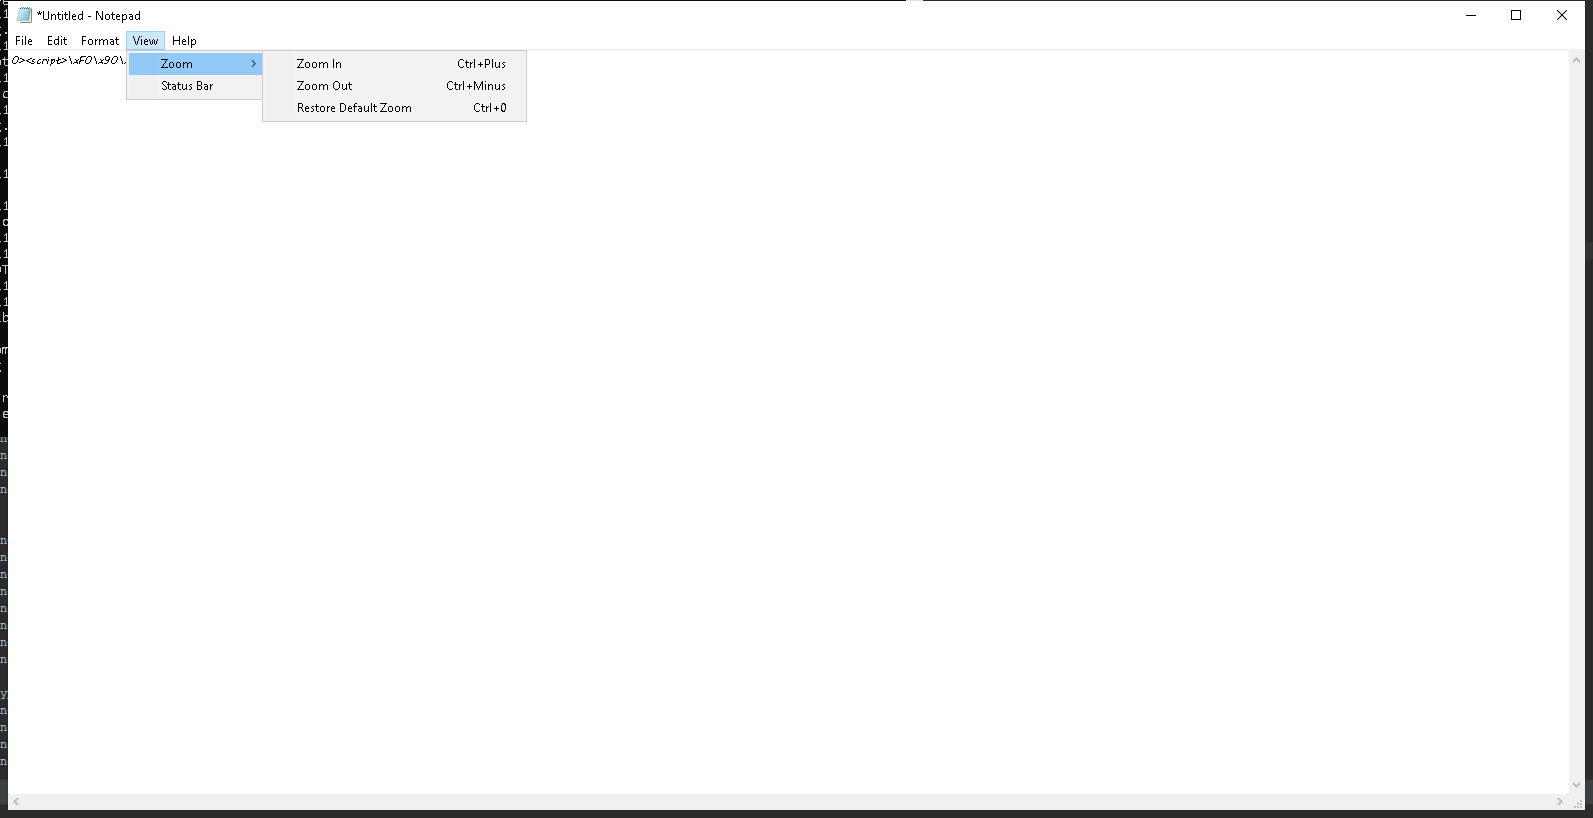 *Untitled - Notepad
File Edit Format View Help
0><script>\xF0\x90\
Zoom
Status Bar
Zoom In Ctrl+Plus
Zoom Out Ctrl+Minus
Restore Default Zoom Ctrl+0